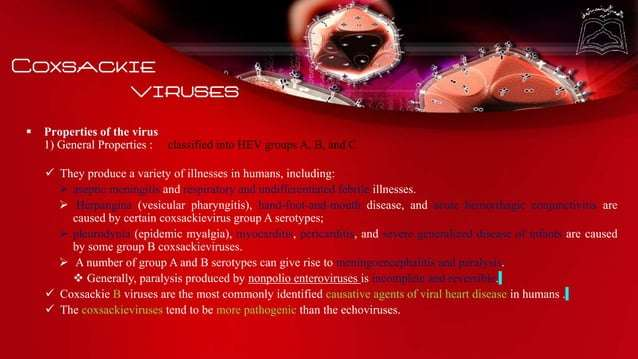 COXSACKIE
VIRUSES
▪ Properties of the virus
1) General Properties : classified into HEV groups A, B, and C
✓ They produce a variety of illnesses in humans, including:
➢ aseptic meningitis and respiratory and undifferentiated febrile illnesses.
➢ Herpangina (vesicular pharyngitis), hand-foot-and-mouth disease, and acute hemorrhagic conjunctivitis are
caused by certain coxsackievirus group A serotypes;
➢ pleurodynia (epidemic myalgia), myocarditis, pericarditis, and severe generalized disease of infants are caused
by some group B coxsackieviruses.
➢ A number of group A and B serotypes can give rise to meningoencephalitis and paralysis.
❖ Generally, paralysis produced by nonpolio enteroviruses is incomplete and reversible.
✓ Coxsackie B viruses are the most commonly identified causative agents of viral heart disease in humans .
✓ The coxsackieviruses tend to be more pathogenic than the echoviruses.